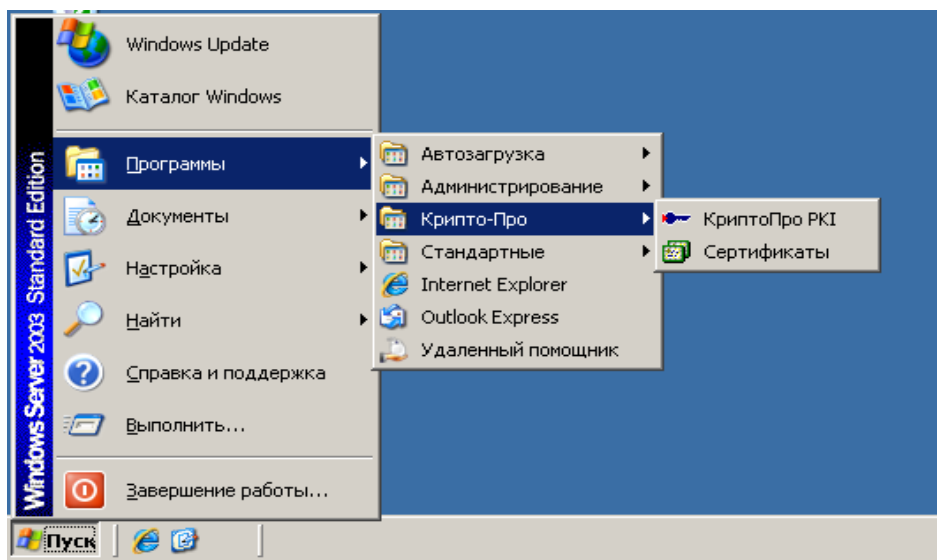 Windows Update
Каталог Windows
Программы
Документы
Настройка
Найти
Справка и поддержка
Выполнить...
Завершение работы...
Автозагрузка
Администрирование
Крипто-Про
Стандартные
Internet Explorer
Outlook Express
Удаленный помощник
КриптоПро PKI
Сертификаты
Windows Server 2003 Standard Edition
Пуск